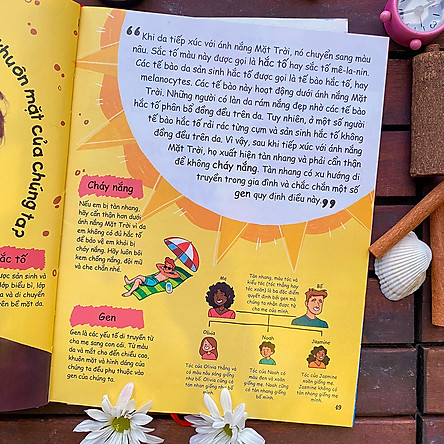 khuôn mặt của chúng ta?
ắc tố
ược sản sinh và
ớp biểu bì, lớp
a và di chuyển
ên bề mặt da.
“Khi da tiếp xúc với ánh nắng Mặt Trời, nó chuyển sang màu
nâu. Sắc tố màu này được gọi là hắc tố hay sắc tố mê-la-nin.
Các tế bào da sản sinh hắc tố được gọi là tế bào hắc tố, hay
melanocytes. Các tế bào này hoạt động dưới ánh nắng Mặt
Trời. Những người có làn da rám nắng đẹp nhờ các tế bào
hắc tố phân bố đồng đều trên da. Tuy nhiên, ở một số người
tế bào hắc tố rải rác từng cụm và sản sinh hắc tố không
đồng đều trên da. Vì vậy, sau khi tiếp xúc với ánh nắng
Mặt Trời, họ xuất hiện tàn nhang và phải cẩn thận
để không cháy nắng. Tàn nhang có xu hướng di
truyền trong gia đình và chắc chắn một số
gen quy định điều này.”
Cháy nắng
Nếu em bị tàn nhang,
hãy cẩn thận hơn dưới
ánh nắng Mặt Trời vì da
em không có đủ hắc tố
để bảo vệ em khỏi bị
cháy nắng. Hãy luôn bôi
kem chống nắng, đội mũ
và che chắn nhé.
Gen
Gen là các yếu tố di truyền từ
cha mẹ sang con cái. Từ màu
da và mắt cho đến chiều cao,
khuôn mặt và hình dáng của
chúng ta đều phụ thuộc vào
gen của chúng ta.
Mẹ
Tàn nhang, màu tóc và
kiểu tóc (tóc thẳng hay
tóc xoăn) là ba đặc điểm
quyết định bởi gen mà
chúng ta nhận được từ
cha mẹ của mình.
Bố
Olivia
Tóc của Olivia thẳng và
có màu nâu sáng giống
như bố. Olivia cũng có
tàn nhang giống bố
mình.
Noah
Tóc của Noah có
màu đen và xoăn
giống mẹ. Noah cũng
có tàn nhang giống
bố mình.
Jasmine
Tóc của Jasmine
xoăn giống mẹ.
Jasmine không có
tàn nhang giống mẹ
mình.
49